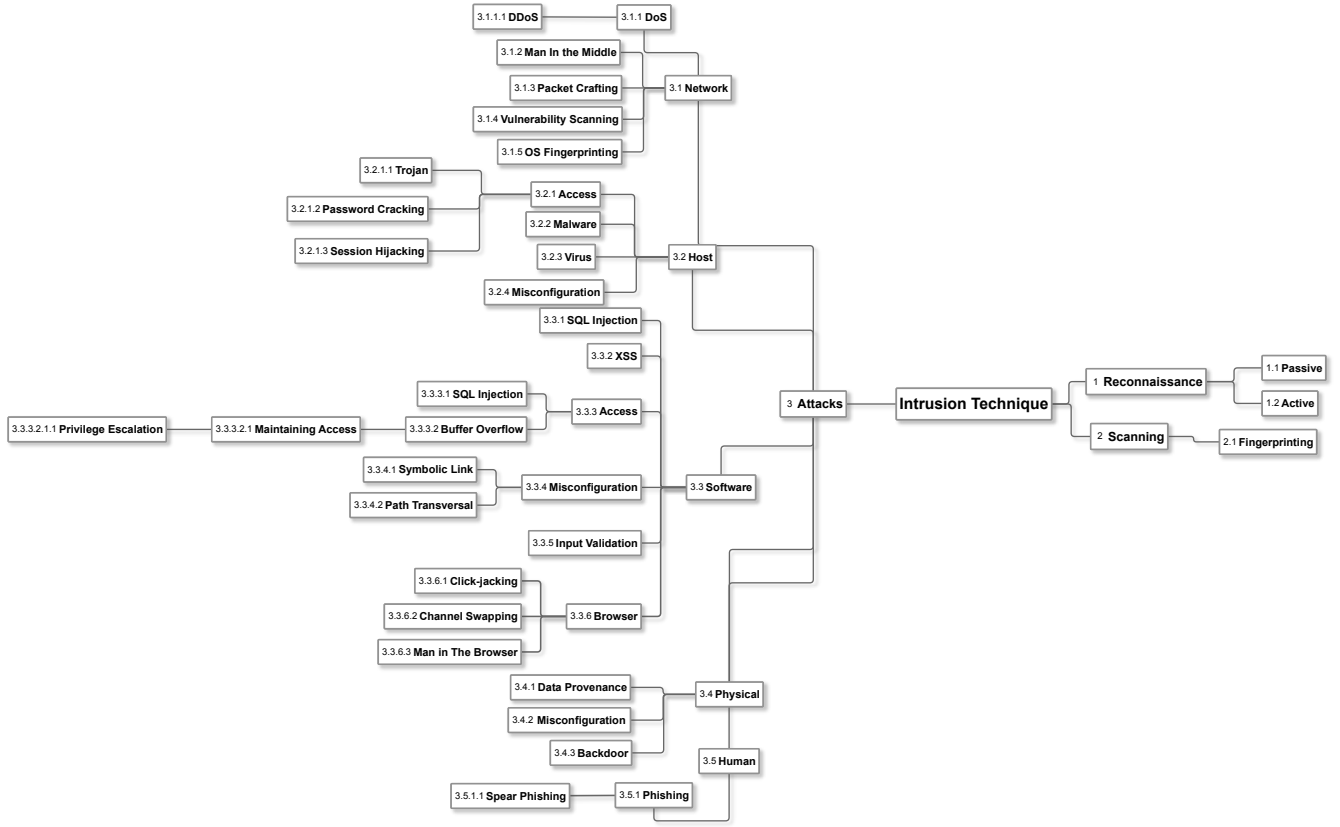 Intrusion Technique
1 Reconnaissance
1.1 Passive
1.2 Active
2 Scanning
2.1 Fingerprinting
3 Attacks
3.1 Network
3.1.1 DoS
3.1.1.1 DDoS
3.1.2 Man In the Middle
3.1.3 Packet Crafting
3.1.4 Vulnerability Scanning
3.1.5 OS Fingerprinting
3.2 Host
3.2.1 Access
3.2.1.1 Trojan
3.2.1.2 Password Cracking
3.2.1.3 Session Hijacking
3.2.2 Malware
3.2.3 Virus
3.2.4 Misconfiguration
3.3 Software
3.3.1 SQL Injection
3.3.2 XSS
3.3.3 Access
3.3.3.1 SQL Injection
3.3.3.2 Buffer Overflow
3.3.3.2.1 Maintaining Access
3.3.3.2.1.1 Privilege Escalation
3.3.4 Misconfiguration
3.3.4.1 Symbolic Link
3.3.4.2 Path Transversal
3.3.5 Input Validation
3.3.6 Browser
3.3.6.1 Click-jacking
3.3.6.2 Channel Swapping
3.3.6.3 Man in The Browser
3.4 Physical
3.4.1 Data Provenance
3.4.2 Misconfiguration
3.4.3 Backdoor
3.5 Human
3.5.1 Phishing
3.5.1.1 Spear Phishing